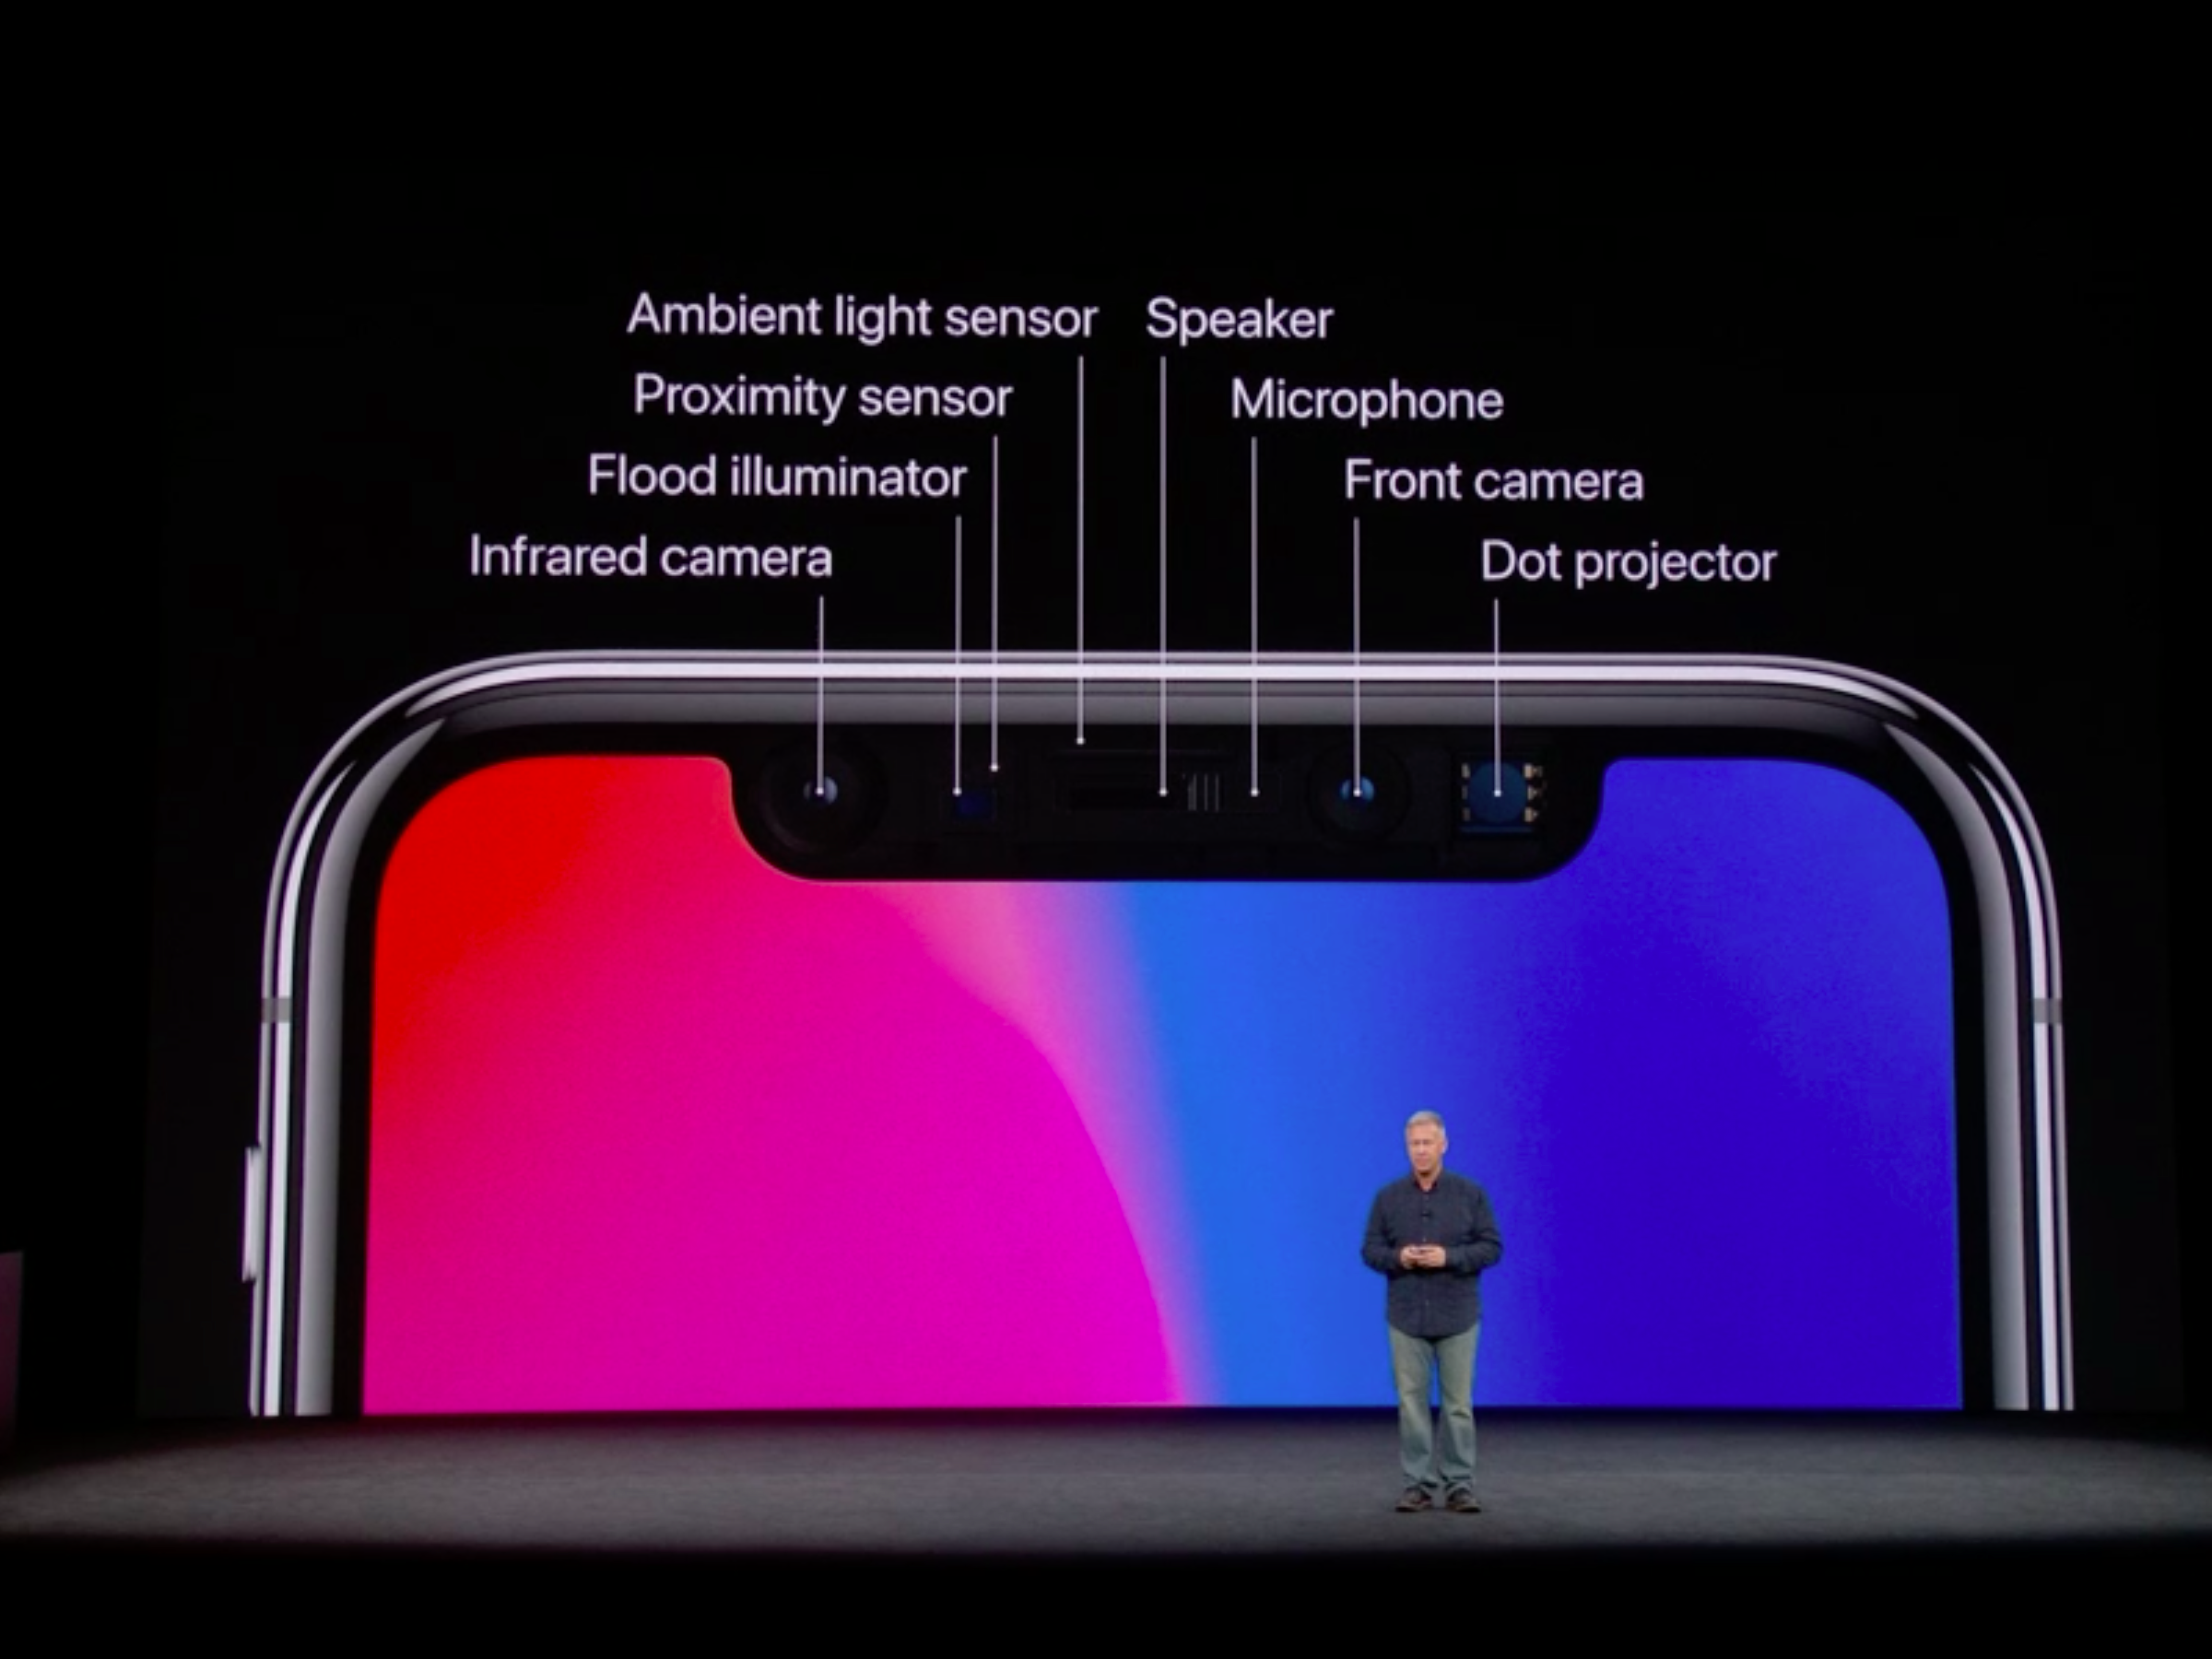 Ambient light sensor
Speaker
Proximity sensor
Microphone
Flood illuminator
Front camera
Infrared camera
Dot projector